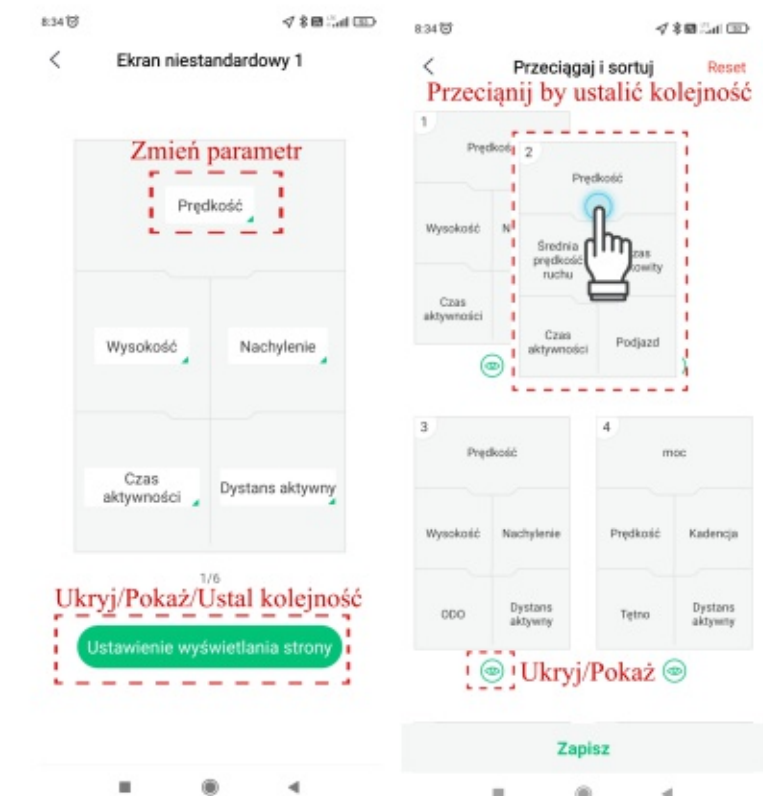 8:34
Ekran niestandardowy 1
Zmień parametr
Prędkość
Wysokość
Nachylenie
Czas
aktywności
Dystans aktywny
1/6
Ukryj/Pokaż/Ustal kolejność
Ustawienie wyświetlania strony
8:34
Przeciągaj i sortuj
Reset
Przeciąnij by ustalić kolejność
1
Wysokość
Czas
aktywności
2
Prędkość
Średnia
prędkość
ruchu
Czas
aktywności
Podjazd
3
Prędkość
Wysokość
Nachylenie
ODO
Dystans
aktywny
4
moc
Prędkość
Kadencja
Tętno
Dystans
aktywny
Ukryj/Pokaż
Zapisz